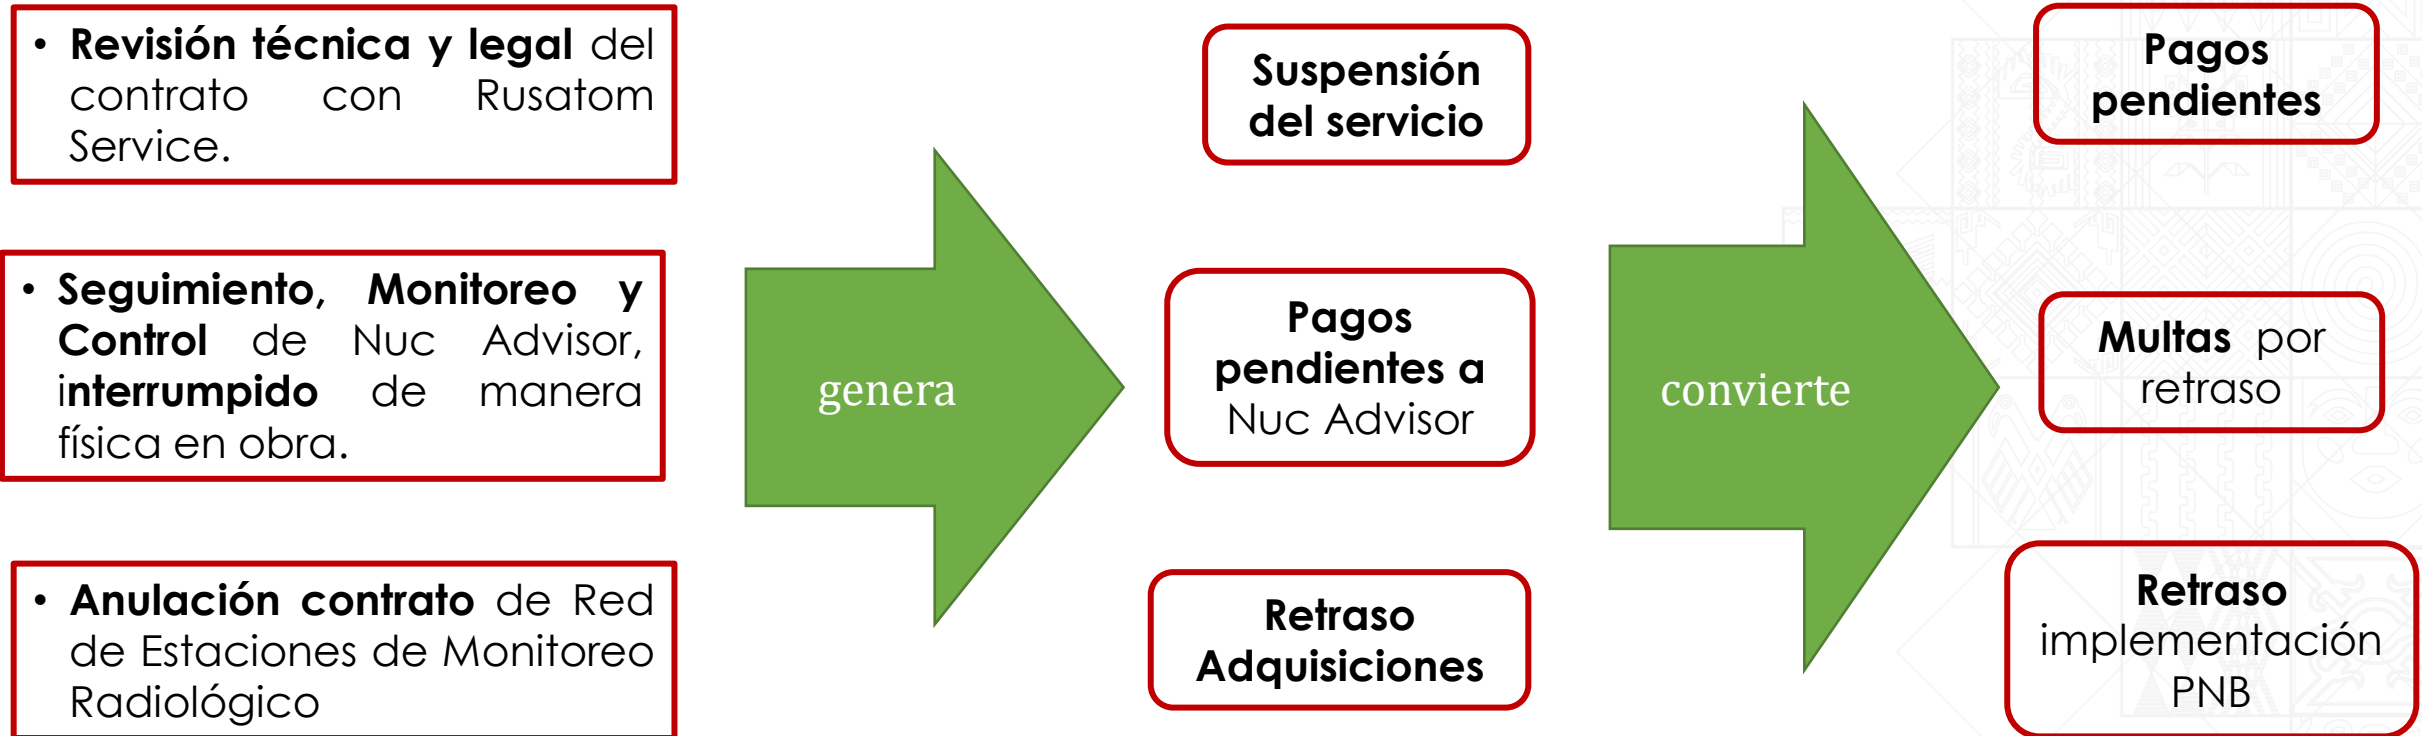 • Revisión técnica y legal del
contrato con Rusatom
Service.
• Seguimiento, Monitoreo y
Control de Nuc Advisor,
interrumpido de manera
física en obra.
• Anulación contrato de Red
de Estaciones de Monitoreo
Radiológico
genera
Suspensión
del servicio
Pagos
pendientes a
Nuc Advisor
Retraso
Adquisiciones
convierte
Pagos
pendientes
Multas por
retraso
Retraso
implementación
PNB